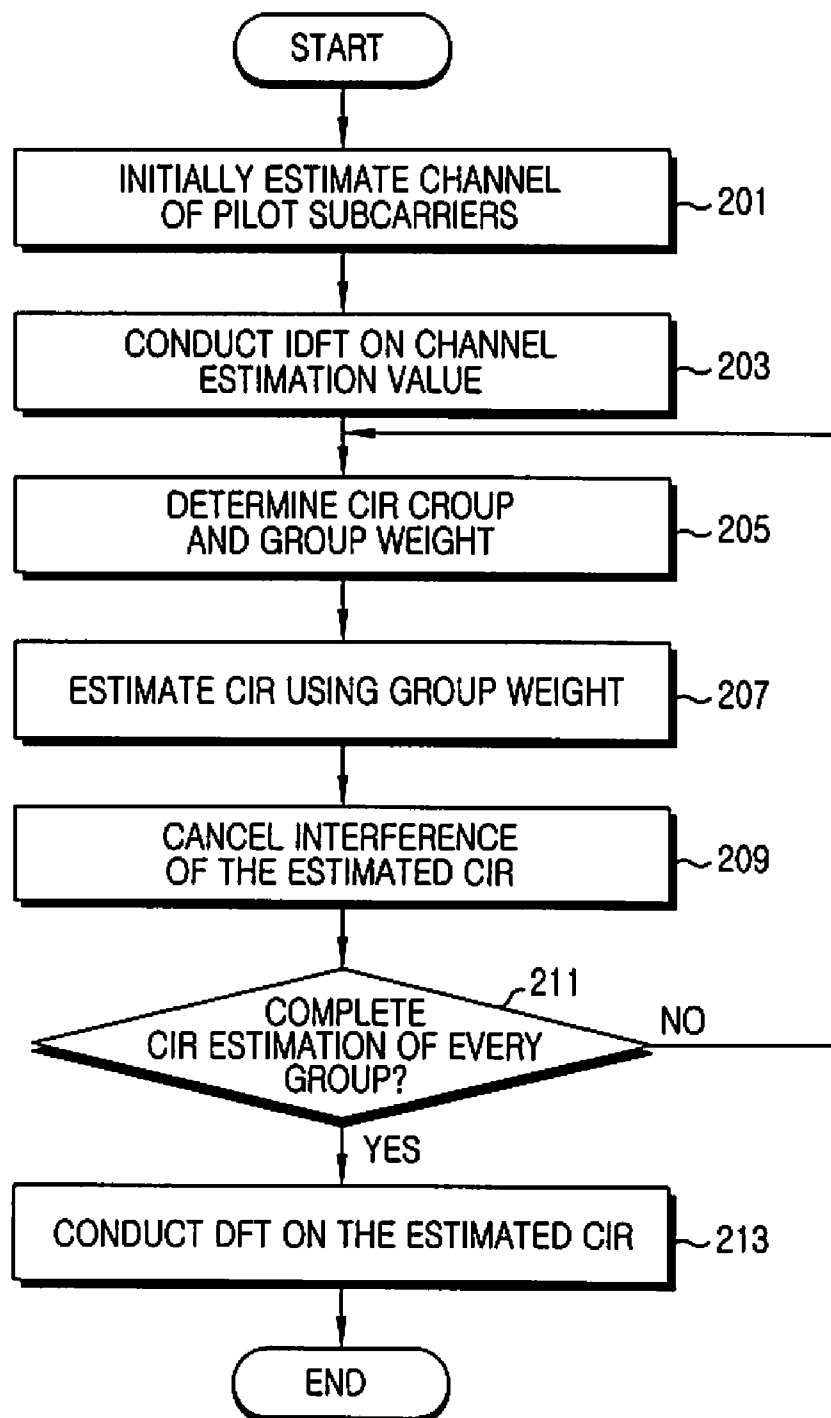 START
INITIALLY ESTIMATE CHANNEL
OF PILOT SUBCARRIERS
201
CONDUCT IDFT ON CHANNEL
ESTIMATION VALUE
203
DETERMINE CIR CROUP
AND GROUP WEIGHT
205
ESTIMATE CIR USING GROUP WEIGHT
207
CANCEL INTERFERENCE
OF THE ESTIMATED CIR
209
211
COMPLETE
CIR ESTIMATION OF EVERY
GROUP?
NO
YES
CONDUCT DFT ON THE ESTIMATED CIR
213
END